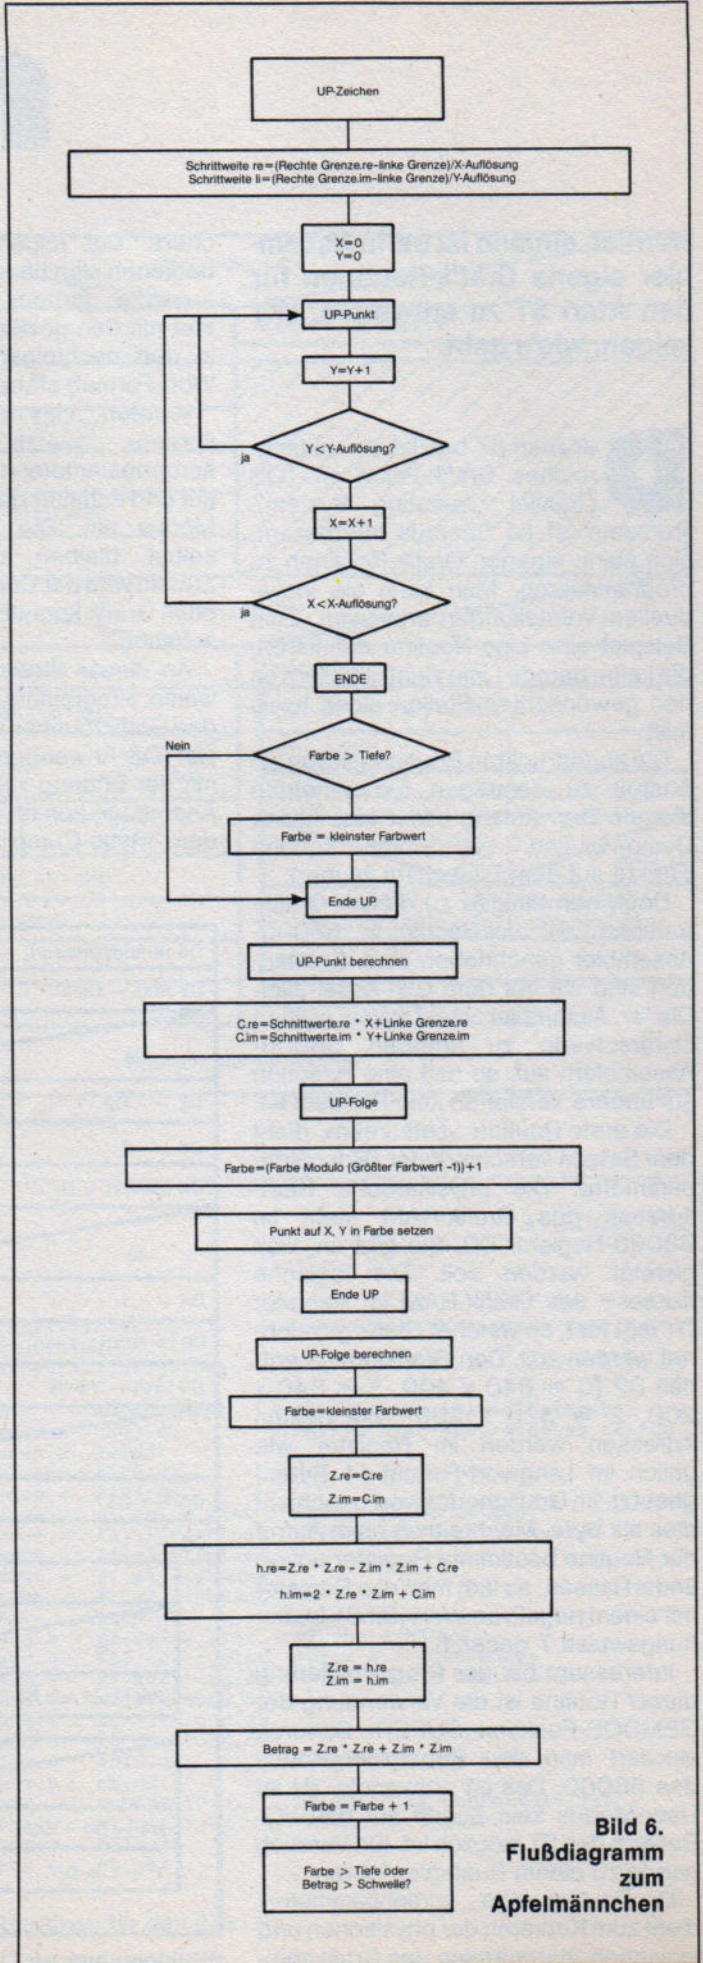 UP-Zeichen
Schrittweite re=(Rechte Grenze.re-linke Grenze)/X-Auflösung
Schrittweite li=(Rechte Grenze.im-linke Grenze)/Y-Auflösung
X=0
Y=0
UP-Punkt
Y=Y+1
Y<Y-Auflösung?
ja
X=X+1
X<X-Auflösung?
ja
ENDE
Nein
Farbe > Tiefe?
Farbe = kleinster Farbwert
Ende UP
UP-Punkt berechnen
C.re=Schnittwerte.re * X+Linke Grenze.re
C.im=Schnittwerte.im * Y+Linke Grenze.im
UP-Folge
Farbe=(Farbe Modulo (Größter Farbwert -1))+1
Punkt auf X, Y in Farbe setzen
Ende UP
UP-Folge berechnen
Farbe=kleinster Farbwert
Z.re=C.re
Z.im=C.im
h.re=Z.re * Z.re - Z.im * Z.im + C.re
h.im=2 * Z.re * Z.im + C.im
Z.re = h.re
Z.im = h.im
Betrag = Z.re * Z.re + Z.im * Z.im
Farbe = Farbe + 1
Farbe > Tiefe oder
Betrag > Schwelle?
Bild 6.
Flußdiagramm
zum
Apfelmännchen